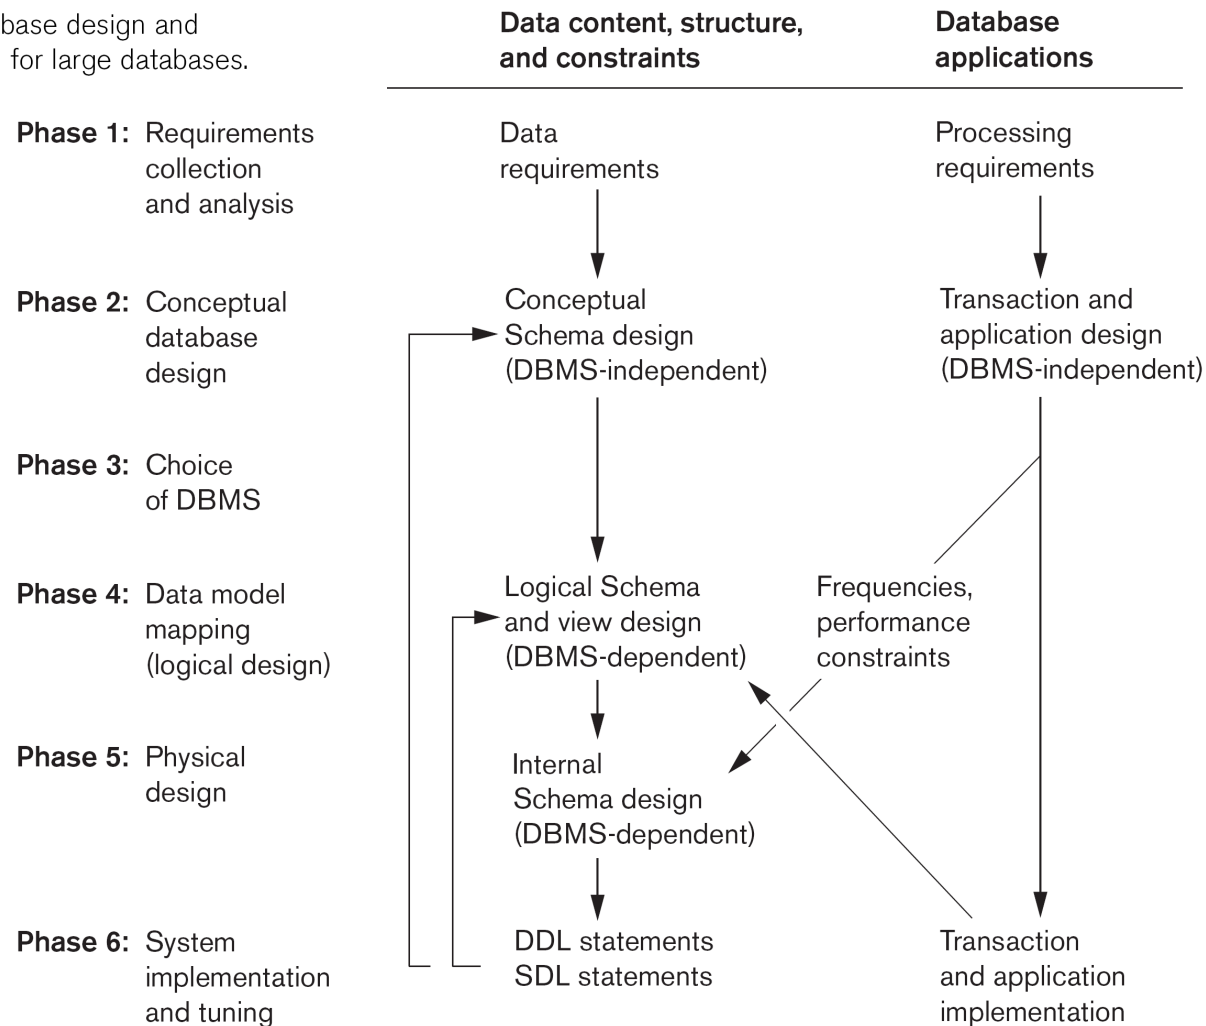 base design and
for large databases.
Data content, structure,
and constraints
Database
applications
Phase 1: Requirements
collection
and analysis
Data
requirements
Processing
requirements
Phase 2: Conceptual
database
design
Conceptual
Schema design
(DBMS-independent)
Transaction and
application design
(DBMS-independent)
Phase 3: Choice
of DBMS
Phase 4: Data model
mapping
(logical design)
Logical Schema
and view design
(DBMS-dependent)
Frequencies,
performance
constraints
Phase 5: Physical
design
Internal
Schema design
(DBMS-dependent)
Phase 6: System
implementation
and tuning
DDL statements
SDL statements
Transaction
and application
implementation